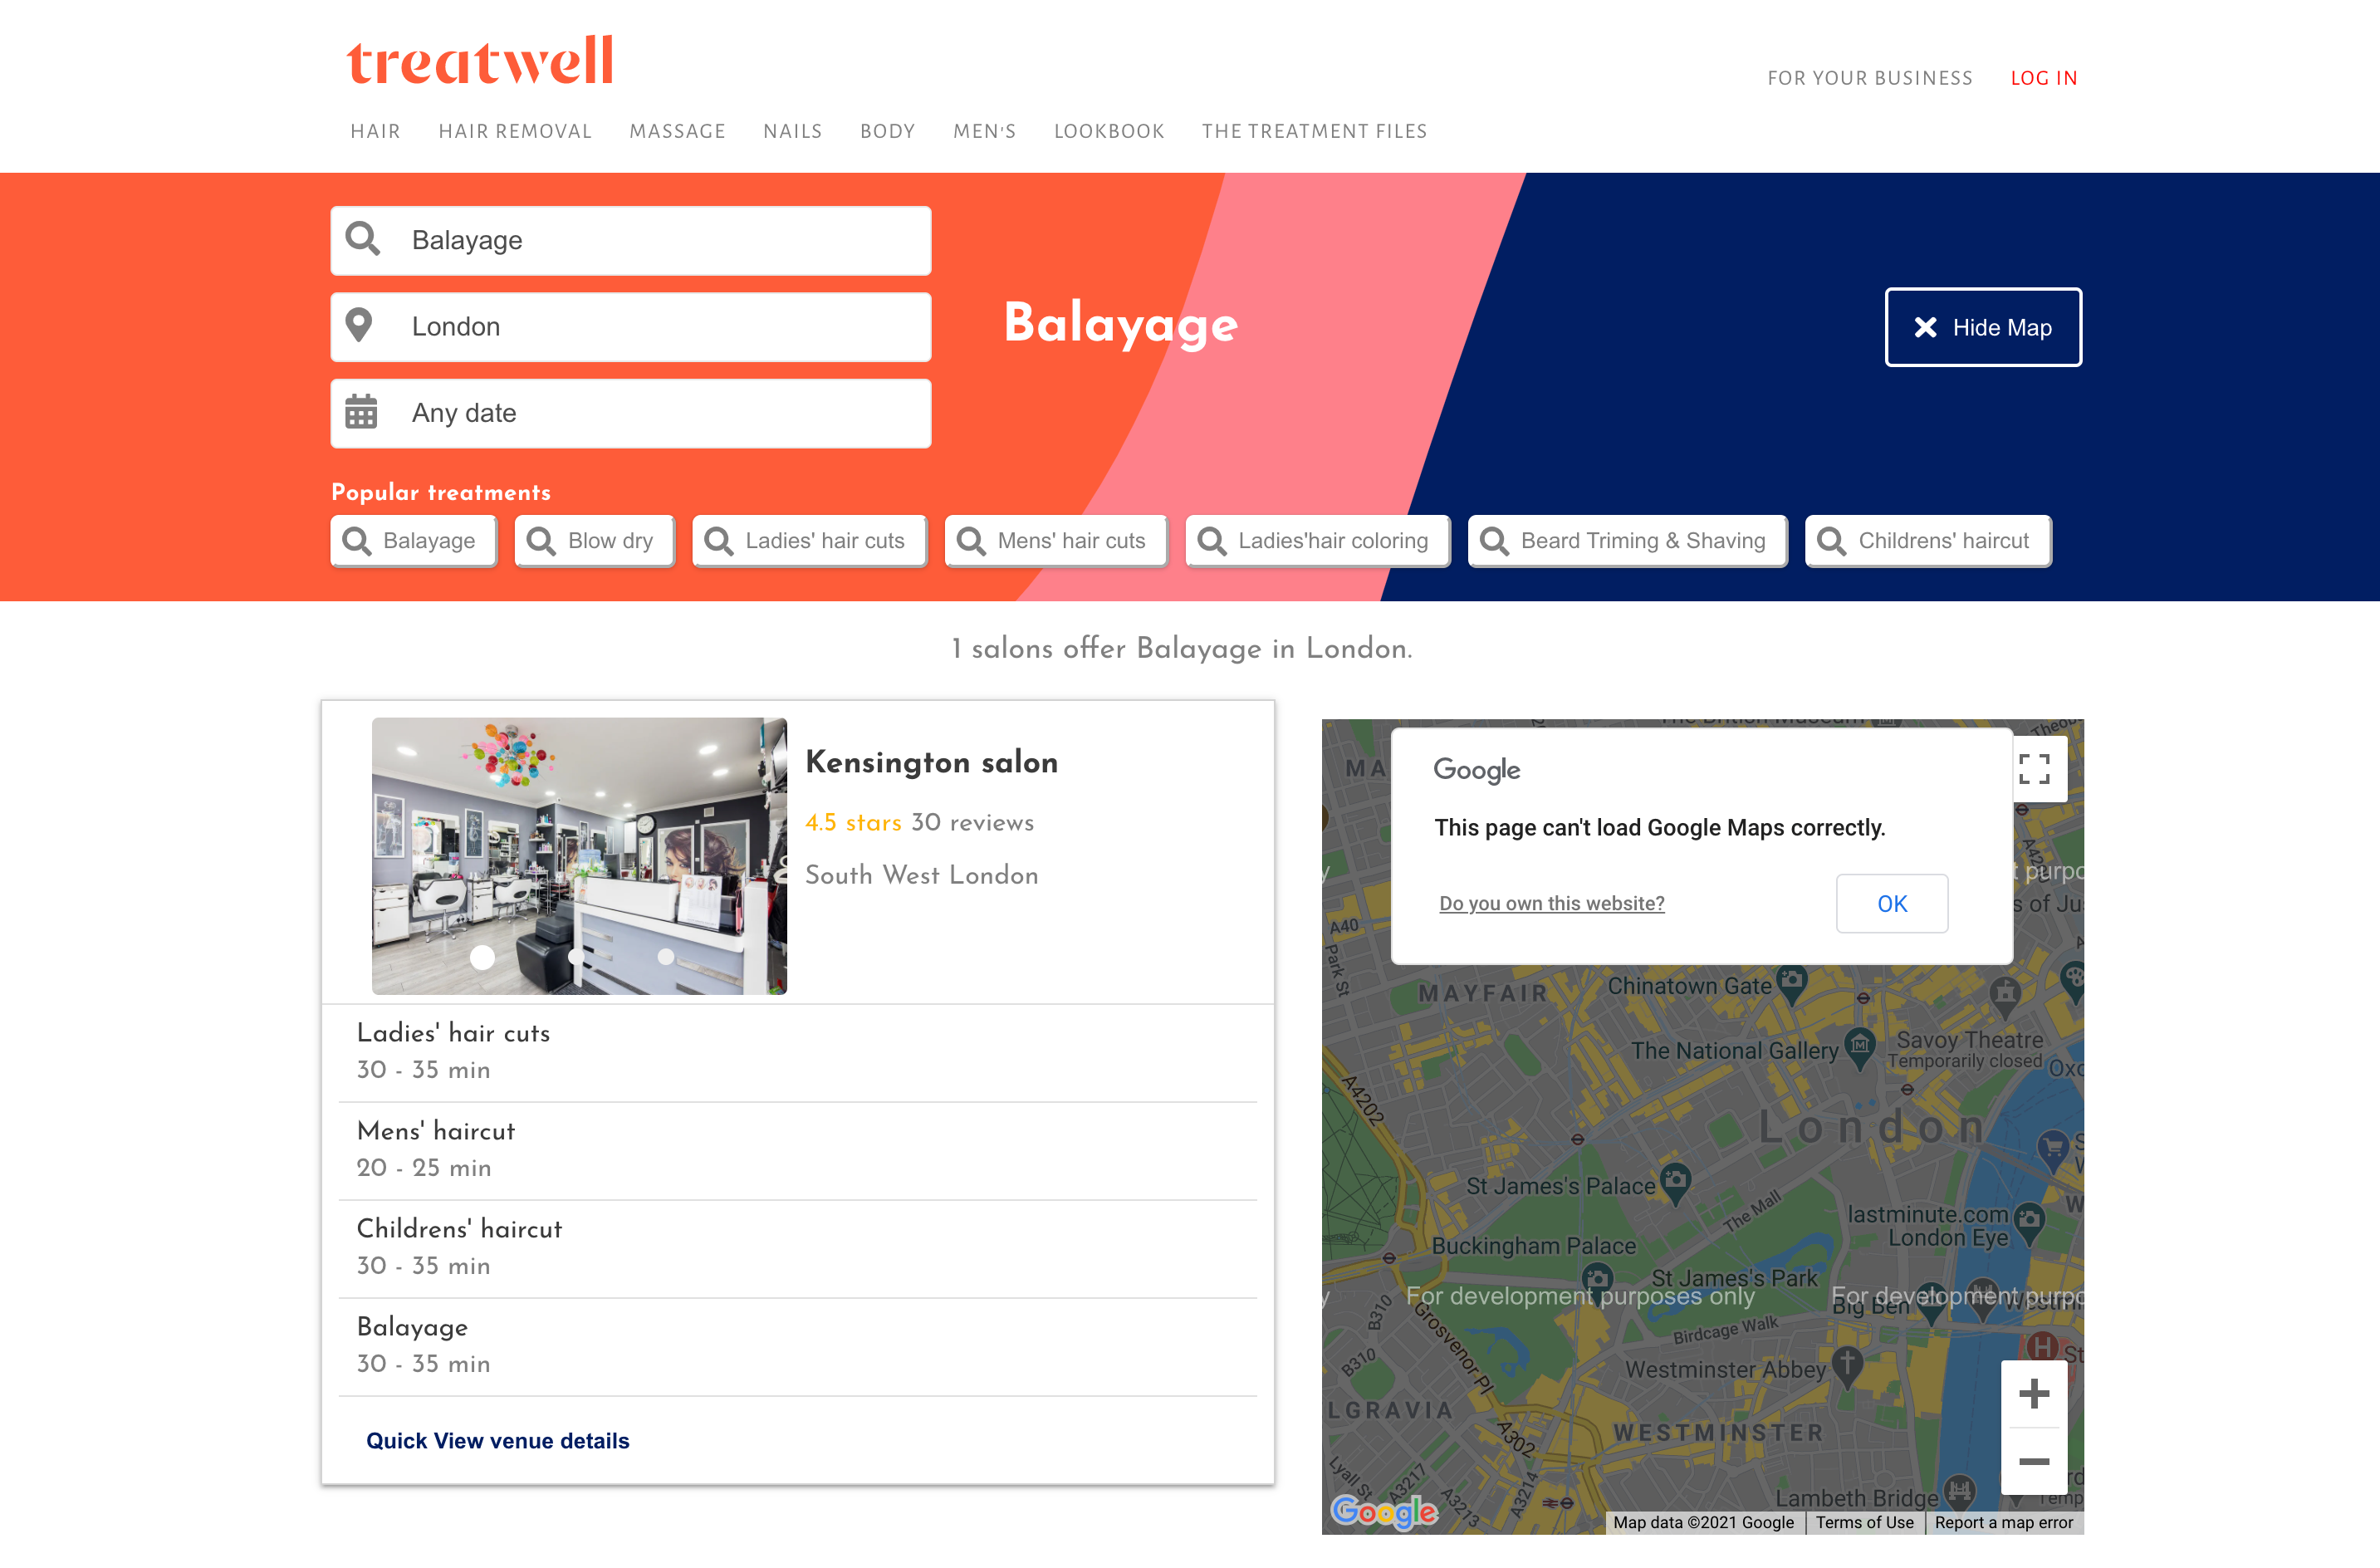 treatwell
FOR YOUR BUSINESS LOG IN
HAIR HAIR REMOVAL MASSAGE NAILS BODY MEN'S LOOKBOOK THE TREATMENT FILES
Balayage
London
Any date
Balayage
Hide Map
Popular treatments
Balayage Blow dry Ladies' hair cuts Mens' hair cuts Ladies'hair coloring Beard Triming & Shaving Childrens' haircut
1 salons offer Balayage in London.
Kensington salon
4.5 stars 30 reviews
South West London
Ladies' hair cuts
30 - 35 min
Mens' haircut
20 - 25 min
Childrens' haircut
30 - 35 min
Balayage
30 - 35 min
Quick View venue details
Google
This page can't load Google Maps correctly.
Do you own this website? OK
A40
Park St
MAYFAIR
Chinatown Gate
The National Gallery
Savoy Theatre
Temporarily closed
A4202
London
St James's Palace
The Mall
lastminute.com
London Eye
Buckingham Palace
St James's Park
For development purposes only
For development purpo
Big Ben
B310
Grosvenor Pl
Birdcage Walk
B310
Westminster Abbey
LGRAVIA
A302
WESTMINSTER
Lyall St
A3217
A3213
A3214
Lambeth Bridge
Google
Map data ©2021 Google Terms of Use Report a map error